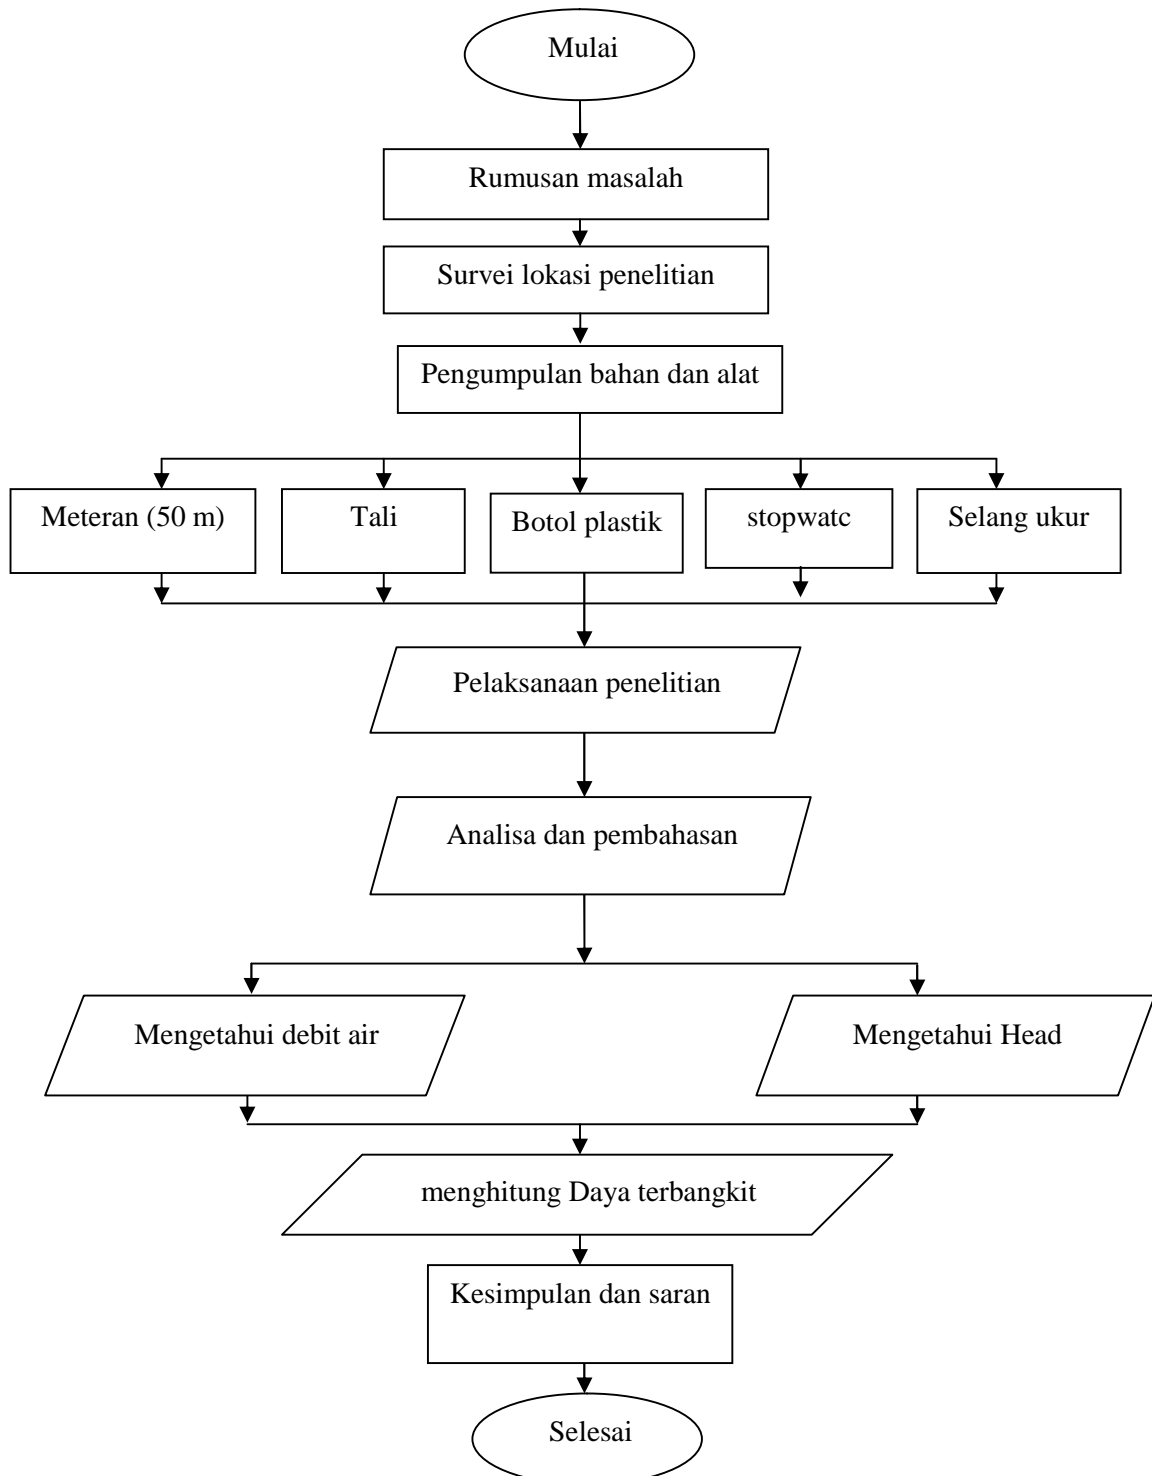 Mulai
Rumusan masalah
Survei lokasi penelitian
Pengumpulan bahan dan alat
Meteran (50 m)
Tali
Botol plastik
stopwatc
Selang ukur
Pelaksanaan penelitian
Analisa dan pembahasan
Mengetahui debit air
Mengetahui Head
menghitung Daya terbangkit
Kesimpulan dan saran
Selesai